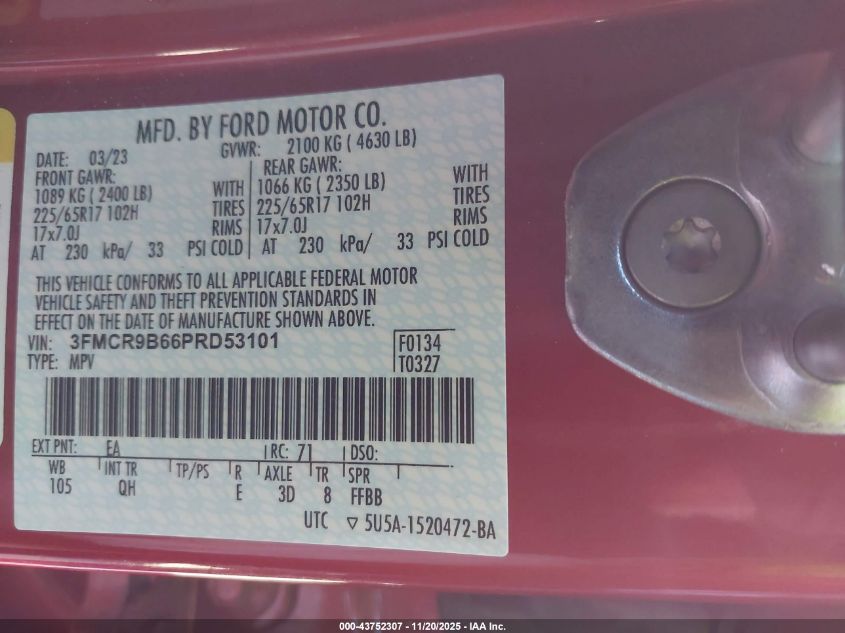 MFD. BY FORD MOTOR CO.
DATE: 03/23 GVWR: 2100 KG ( 4630 LB)
FRONT GAWR: REAR GAWR:
1089 KG ( 2400 LB) WITH 1066 KG ( 2350 LB) WITH
225/65R17 102H TIRES 225/65R17 102H TIRES
17x7.0J RIMS 17x7.0J RIMS
AT 230 kPa/ 33 PSI COLD AT 230 kPa/ 33 PSI COLD
THIS VEHICLE CONFORMS TO ALL APPLICABLE FEDERAL MOTOR
VEHICLE SAFETY AND THEFT PREVENTION STANDARDS IN
EFFECT ON THE DATE OF MANUFACTURE SHOWN ABOVE.
VIN: 3FMCR9B66PRD53101 F0134
TYPE: MPV T0327
EXT PNT: EA RC: 71 DSO:
WB INT TR TP/PS R AXLE TR SPR
105 QH E 3D 8 FFBB
UTC ▽ 5U5A-1520472-BA
000-43752307 - 11/20/2025 - IAA Inc.